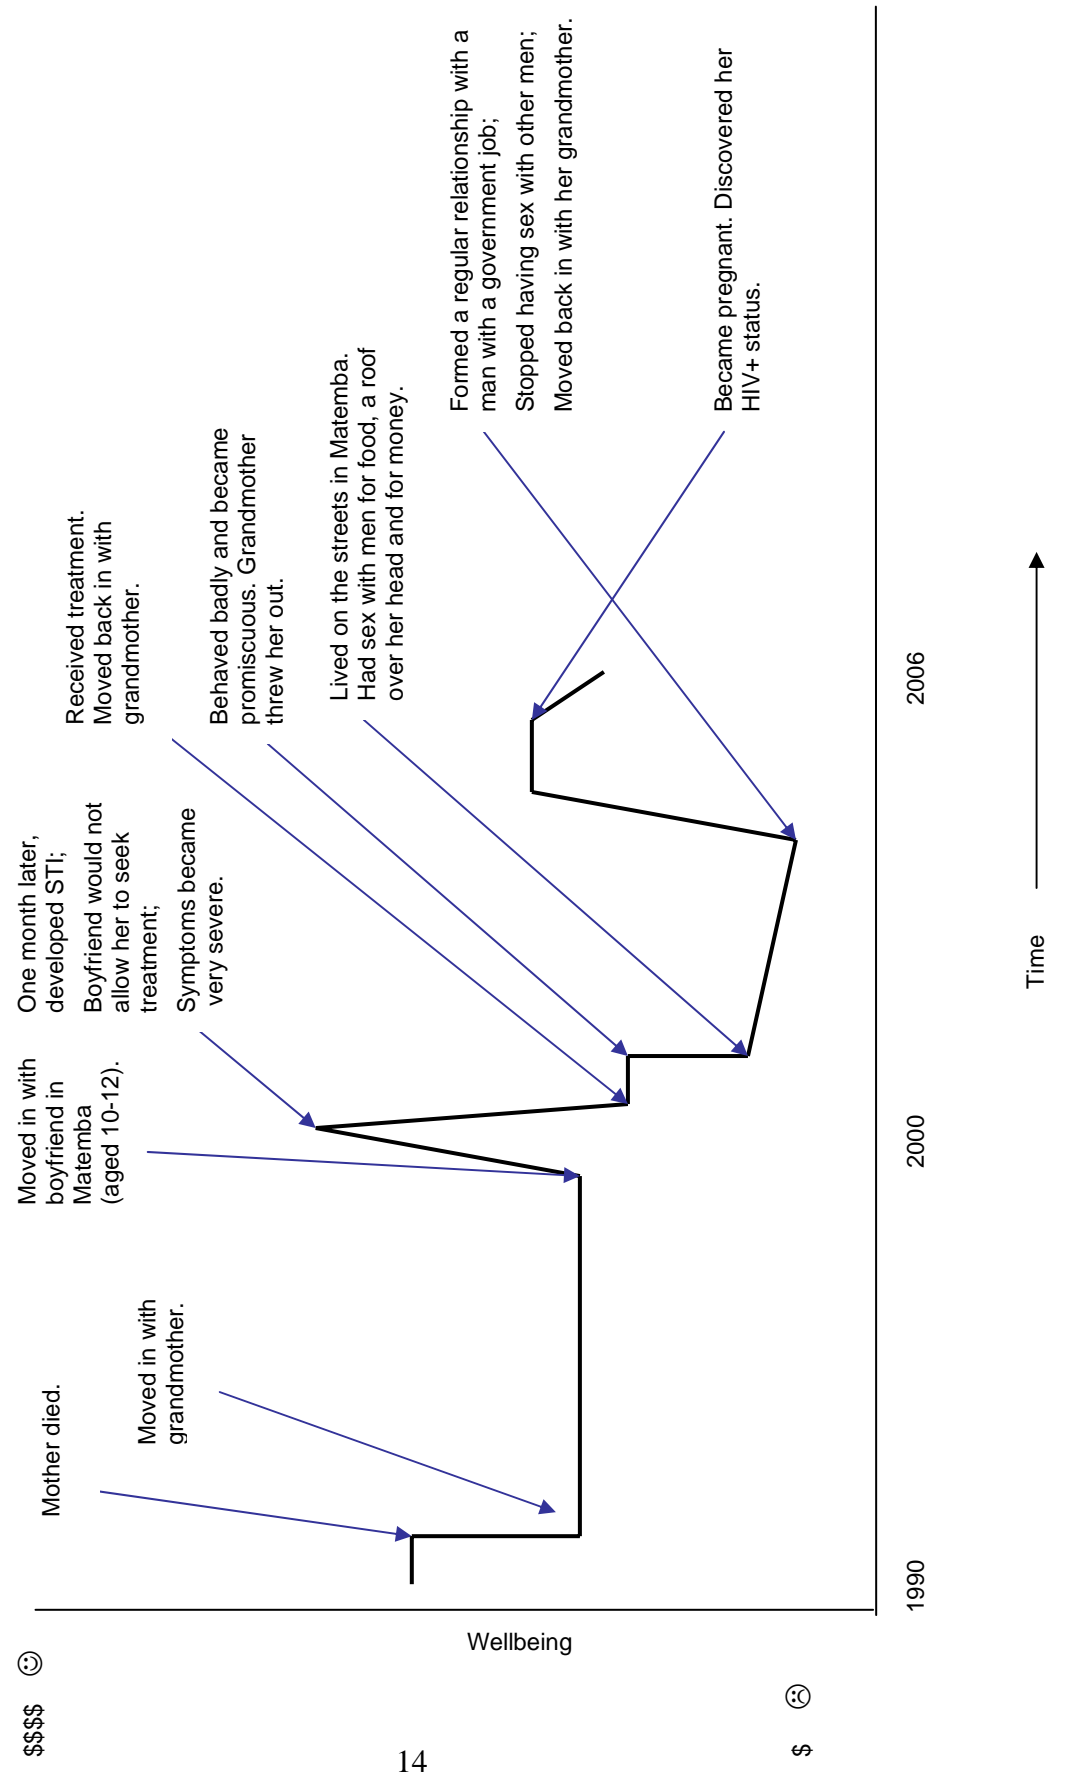 $$$$ ☺
Mother died.
Moved in with
grandmother.
Moved in with
boyfriend in
Matemba
(aged 10-12).
One month later,
developed STI;
Boyfriend would not
allow her to seek
treatment;
Symptoms became
very severe.
Received treatment.
Moved back in with
grandmother.
Behaved badly and became
promiscuous. Grandmother
threw her out.
Lived on the streets in Matemba.
Had sex with men for food, a roof
over her head and for money.
Formed a regular relationship with a
man with a government job;
Stopped having sex with other men;
Moved back in with her grandmother.
Became pregnant. Discovered her
HIV+ status.
Wellbeing
$ ☹
1990
2000
2006
Time
14